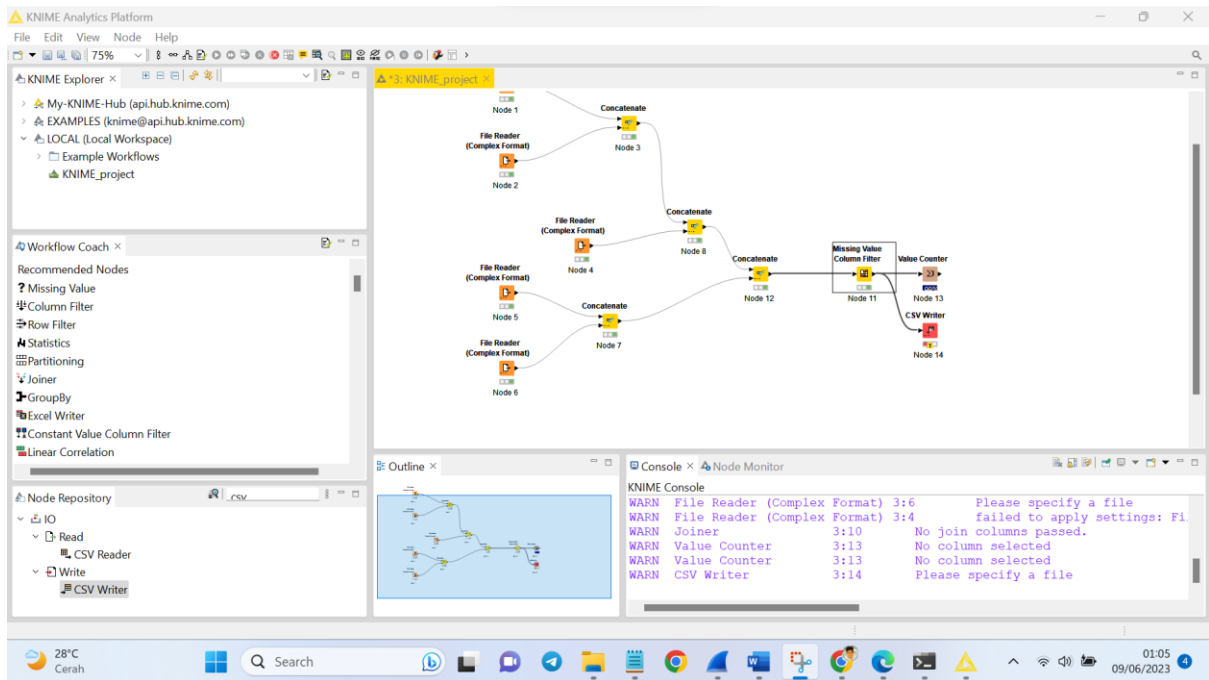 KNIME Analytics Platform
File Edit View Node Help
75%
KNIME Explorer
My-KNIME-Hub (api.hub.knime.com)
EXAMPLES (knime@api.hub.knime.com)
LOCAL (Local Workspace)
Example Workflows
KNIME_project
Workflow Coach
Recommended Nodes
? Missing Value
Column Filter
Row Filter
Statistics
Partitioning
Joiner
GroupBy
Excel Writer
Constant Value Column Filter
Linear Correlation
Node Repository
csv
IO
Read
CSV Reader
Write
CSV Writer
*3: KNIME_project
Node 1
Concatenate
Node 3
File Reader
(Complex Format)
Node 2
File Reader
(Complex Format)
Node 4
Concatenate
Node 8
File Reader
(Complex Format)
Node 5
Concatenate
Node 7
File Reader
(Complex Format)
Node 6
Concatenate
Node 12
Missing Value
Column Filter
Node 11
Value Counter
Node 13
CSV Writer
Node 14
Outline
Console Node Monitor
KNIME Console
WARN File Reader (Complex Format) 3:6 Please specify a file
WARN File Reader (Complex Format) 3:4 failed to apply settings: Fi
WARN Joiner 3:10 No join columns passed.
WARN Value Counter 3:13 No column selected
WARN Value Counter 3:13 No column selected
WARN CSV Writer 3:14 Please specify a file
28°C
Cerah
Search
01:05
09/06/2023
4